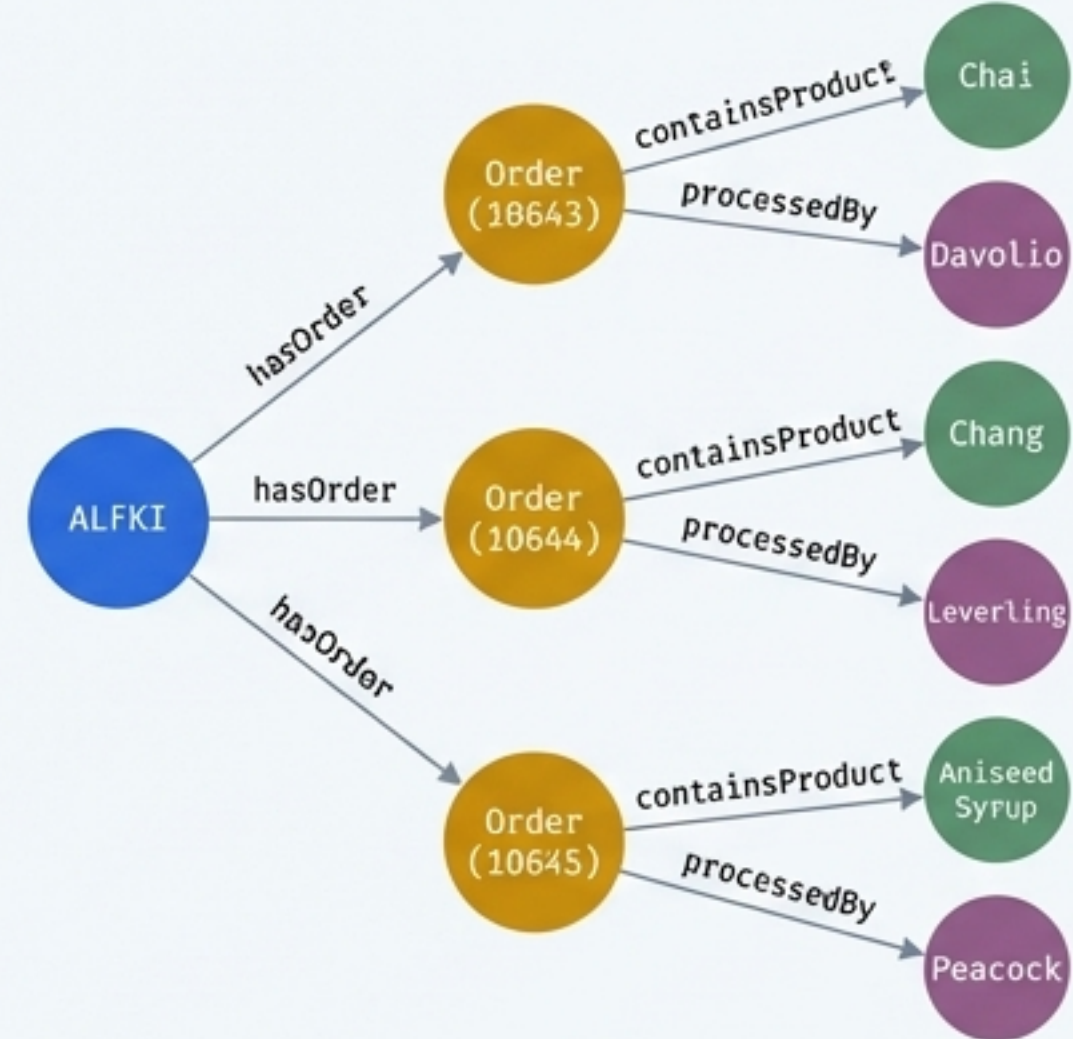 Chai
containsProduct
Order
(18643)
processedBy
Davolio
hasOrder
Chang
containsProduct
ALFKI
hasOrder
Order
(10644)
processedBy
Leverling
Aniseed
Syrup
containsProduct
Order
(10645)
processedBy
Peacock